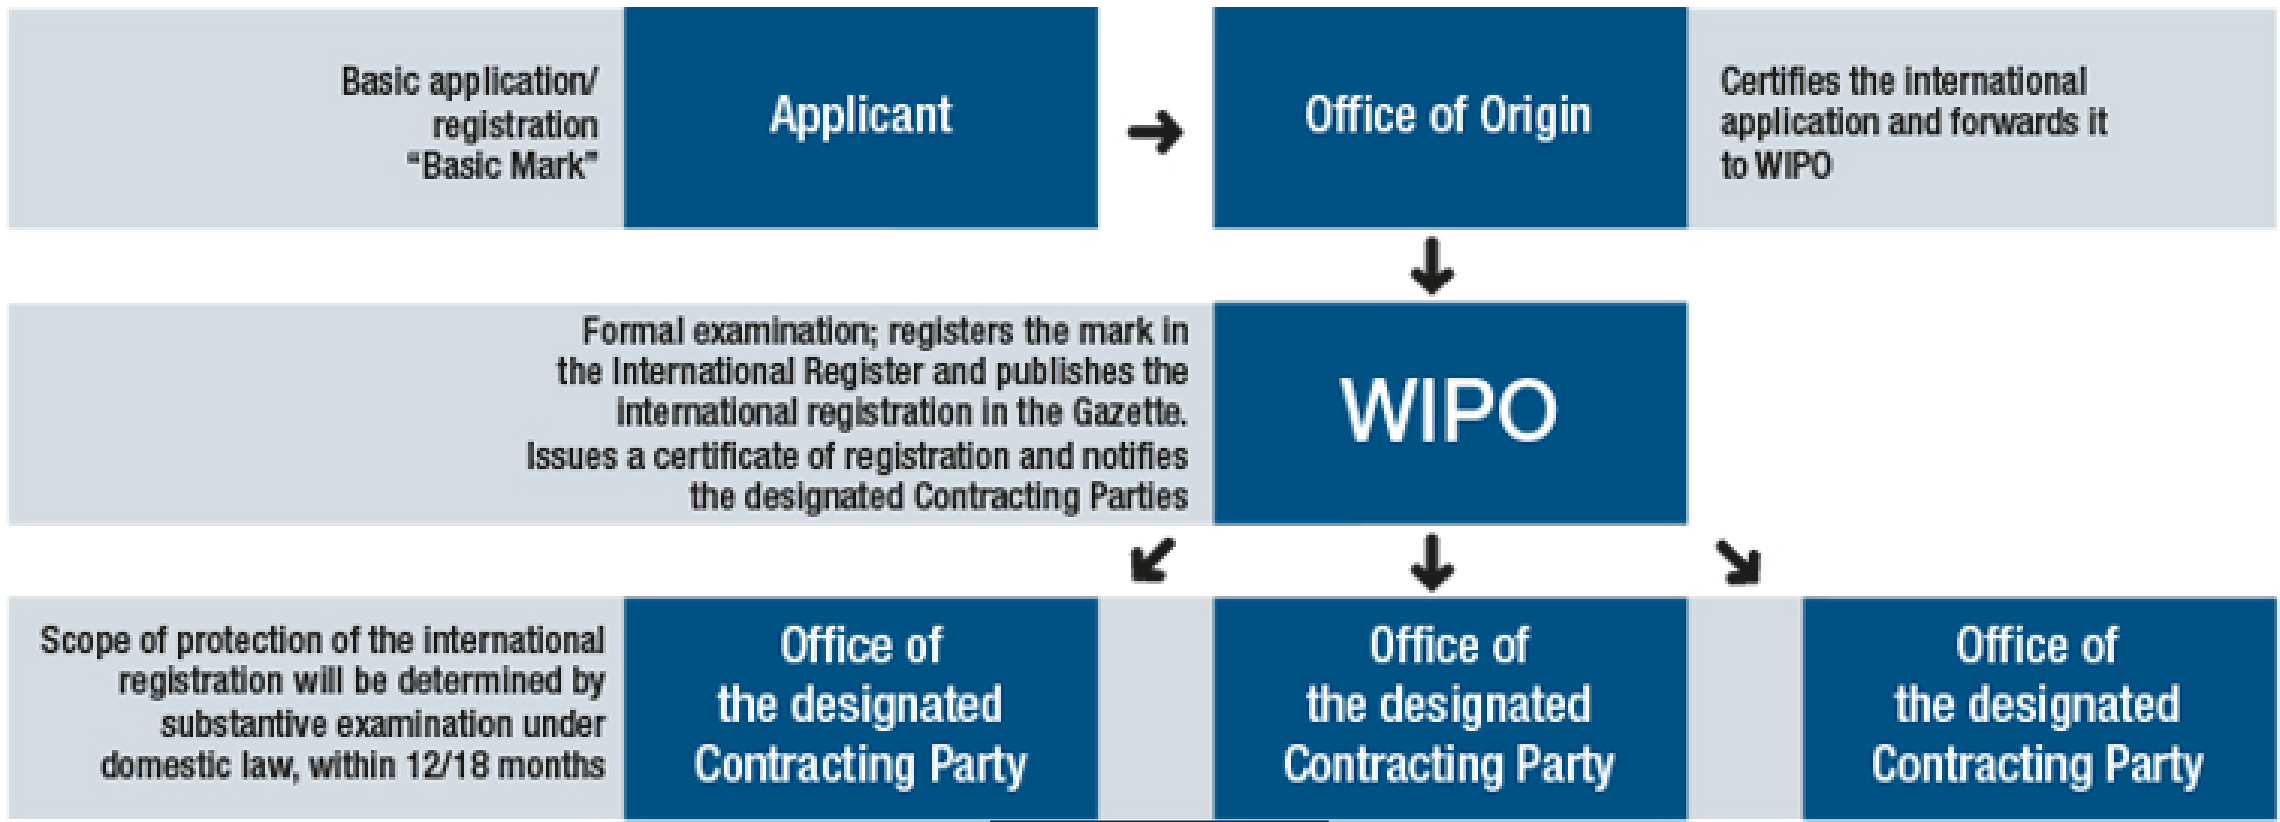 Basic application/
registration
“Basic Mark”
Applicant
Office of Origin
Certifies the international
application and forwards it
to WIPO
Formal examination; registers the mark in
the International Register and publishes the
international registration in the Gazette.
Issues a certificate of registration and notifies
the designated Contracting Parties
WIPO
Scope of protection of the international
registration will be determined by
substantive examination under
domestic law, within 12/18 months
Office of
the designated
Contracting Party
Office of
the designated
Contracting Party
Office of
the designated
Contracting Party